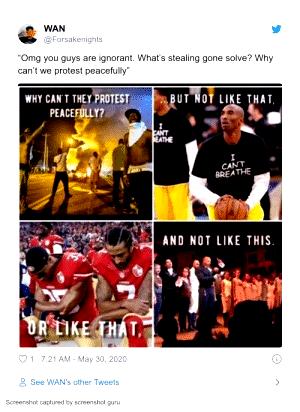 WAN
@Forsakenights
“Omg you guys are ignorant. What’s stealing gone solve? Why
can’t we protest peacefully”
WHY CAN'T THEY PROTEST
PEACEFULLY?
BUT NOT LIKE THAT,
I
CAN'T
BREATHE
I
CAN'T
BREATHE
OR LIKE THAT,
AND NOT LIKE THIS.
1 7:21 AM - May 30, 2020
See WAN's other Tweets
Screenshot captured by screenshot.guru